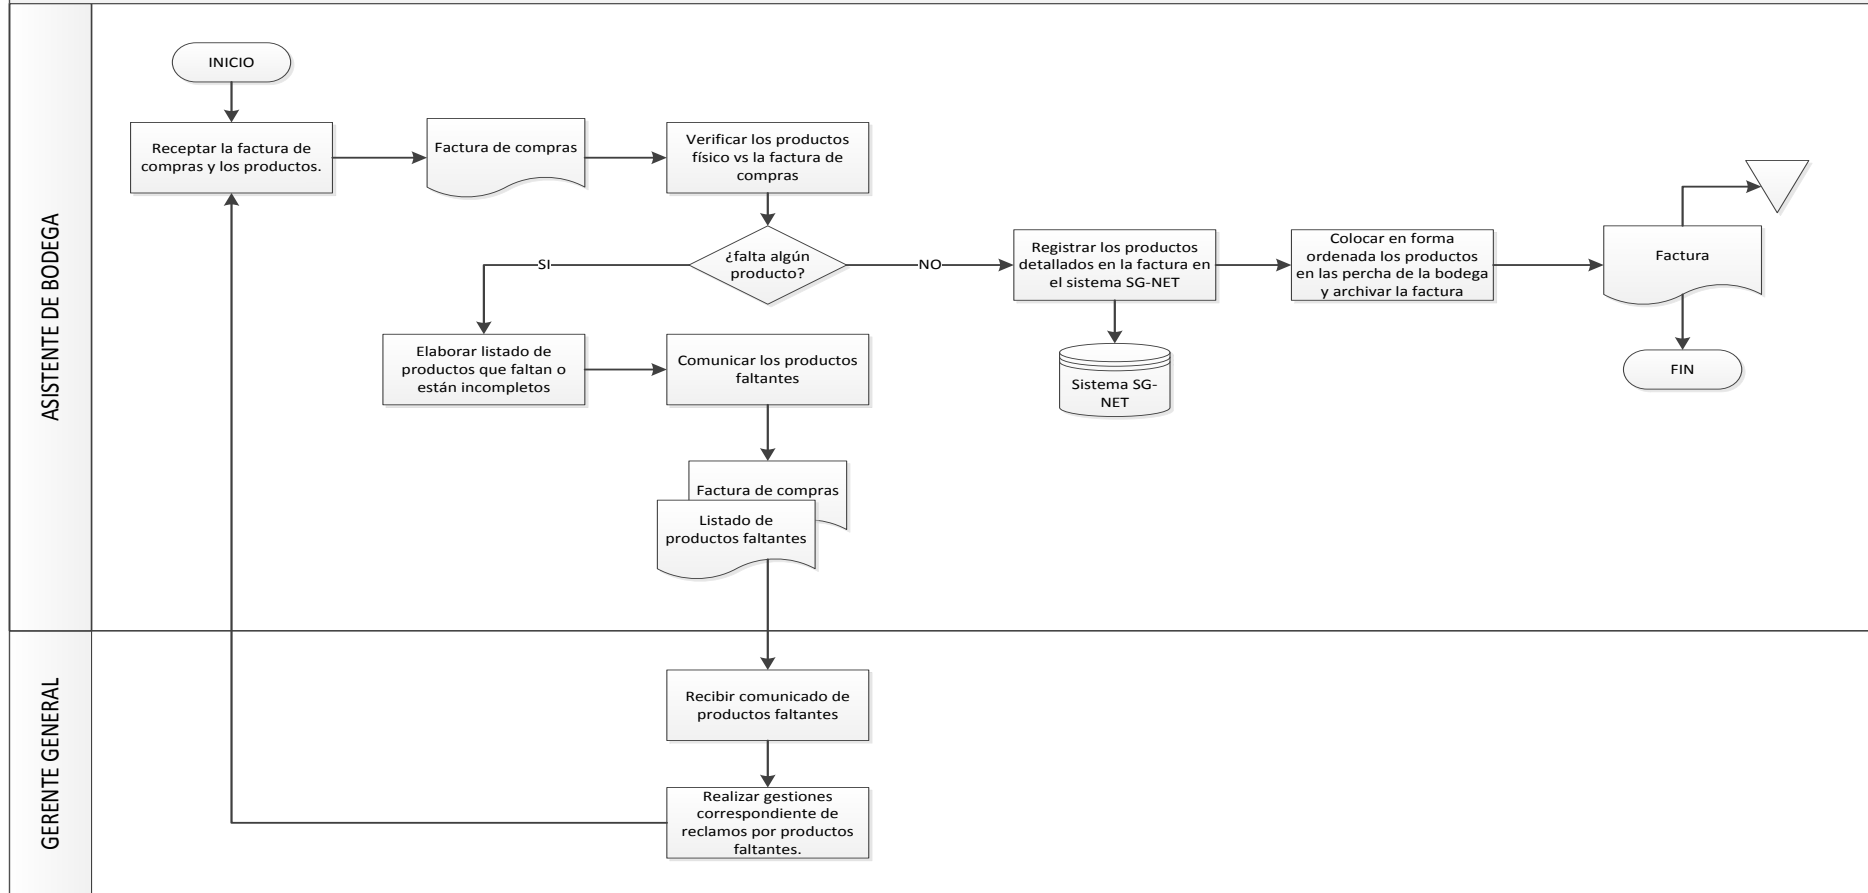 ASISTENTE DE BODEGA
INICIO
Receptar la factura de
compras y los productos.
Factura de compras
Verificar los productos
físico vs la factura de
compras
¿falta algún
producto?
SI
NO
Registrar los productos
detallados en la factura en
el sistema SG-NET
Colocar en forma
ordenada los productos
en las percha de la bodega
y archivar la factura
Factura
FIN
Sistema SG-
NET
Elaborar listado de
productos que faltan o
están incompletos
Comunicar los productos
faltantes
Factura de compras
Listado de
productos faltantes
GERENTE GENERAL
Recibir comunicado de
productos faltantes
Realizar gestiones
correspondiente de
reclamos por productos
faltantes.